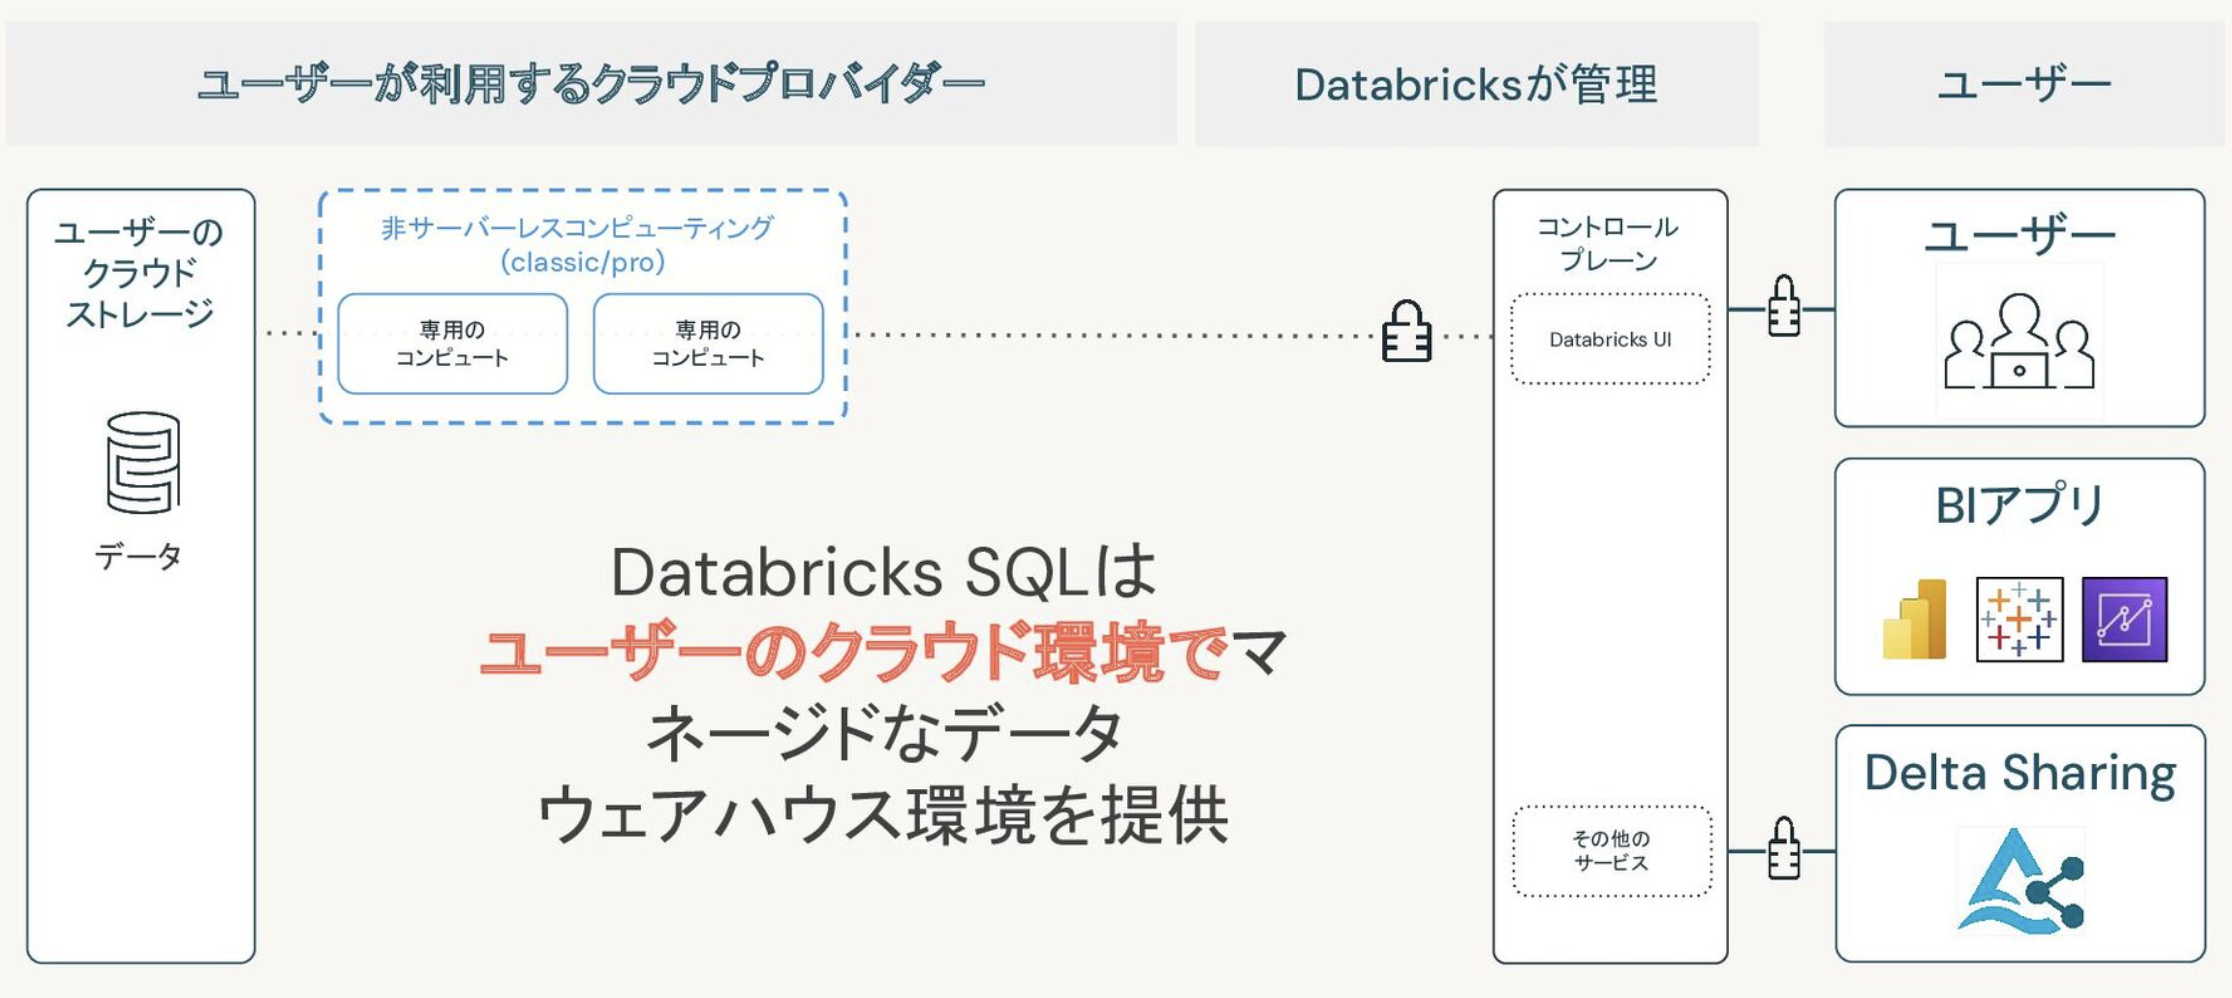 ユーザーが利用するクラウドプロバイダー
Databricksが管理
ユーザー
ユーザーの
クラウド
ストレージ
データ
非サーバーレスコンピューティング
(classic/pro)
専用の
コンピュート
専用の
コンピュート
Databricks SQLは
ユーザーのクラウド環境でマ
ネージドなデータ
ウェアハウス環境を提供
コントロール
プレーン
Databricks UI
その他の
サービス
ユーザー
BIアプリ
Delta Sharing